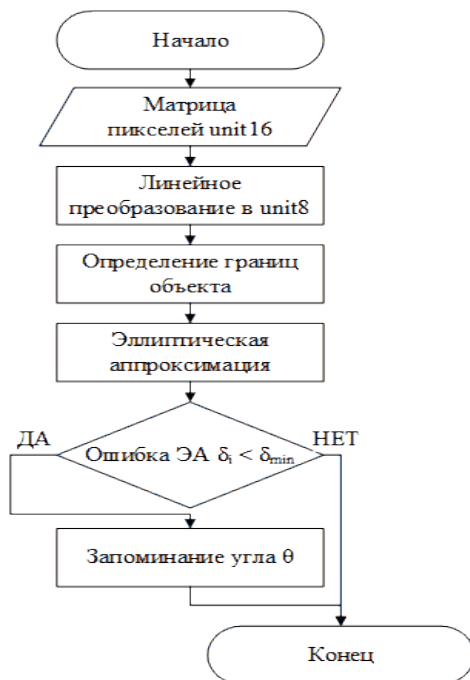 Начало
Матрица
пикселей unit16
Линейное
преобразование в unit8
Определение границ
объекта
Эллиптическая
аппроксимация
ДА
НЕТ
Ошибка ЭА δi < δmin
Запоминание угла θ
Конец